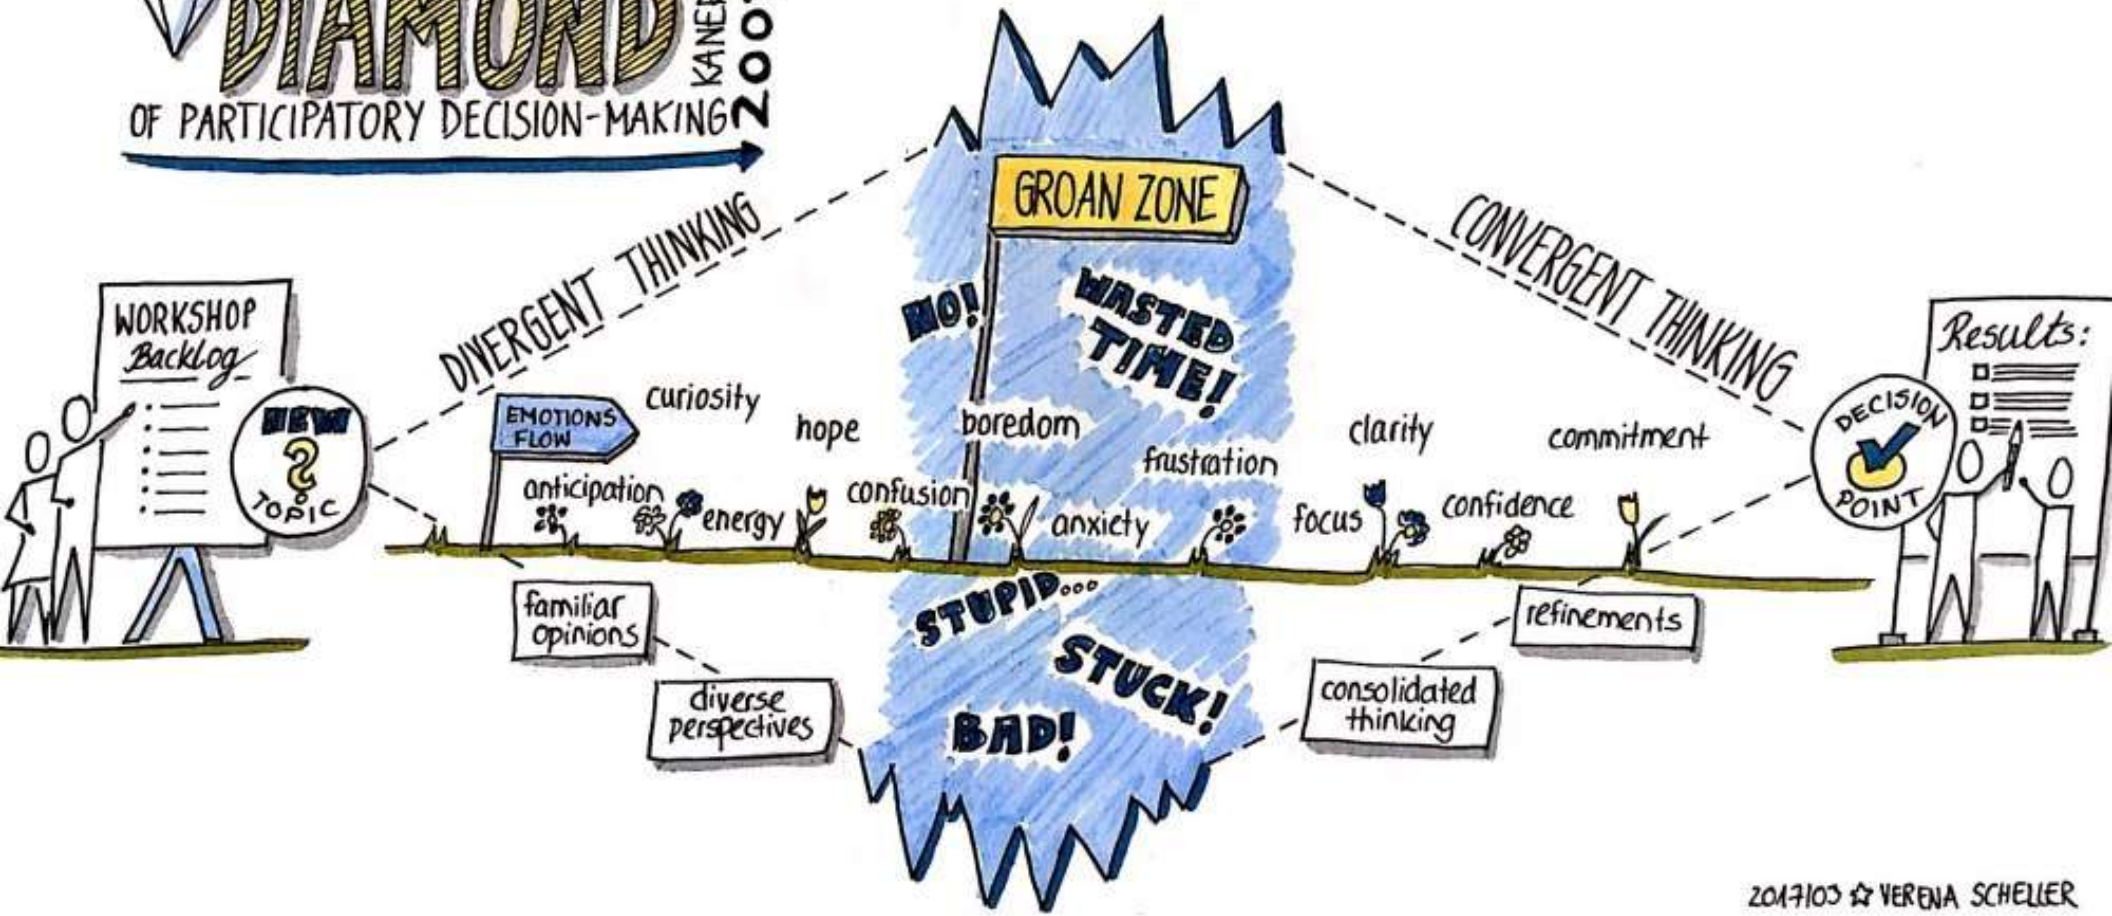 DIAMOND
OF PARTICIPATORY DECISION-MAKING
DIVERGENT THINKING
GROAN ZONE
CONVERGENT THINKING
WORKSHOP
Backlog
NEW
?
TOPIC
EMOTIONS
FLOW
curiosity
anticipation
energy
hope
confusion
NO!
WASTED
TIME!
boredom
frustration
anxiety
clarity
focus
commitment
confidence
DECISION
POINT
Results:
familiar
opinions
diverse
perspectives
STUPID...
STUCK!
BAD!
consolidated
thinking
refinements
2017/03 ☆ VERENA SCHELLER